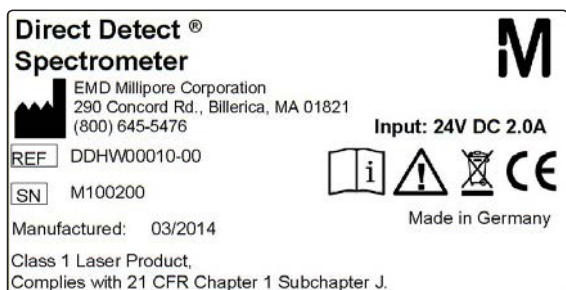 Direct Detect ®
Spectrometer
M
EMD Millipore Corporation
290 Concord Rd., Billerica, MA 01821
(800) 645-5476
Input: 24V DC 2.0A
REF DDHW00010-00
i ! CE
SN M100200
Made in Germany
Manufactured: 03/2014
Class 1 Laser Product,
Complies with 21 CFR Chapter 1 Subchapter J.